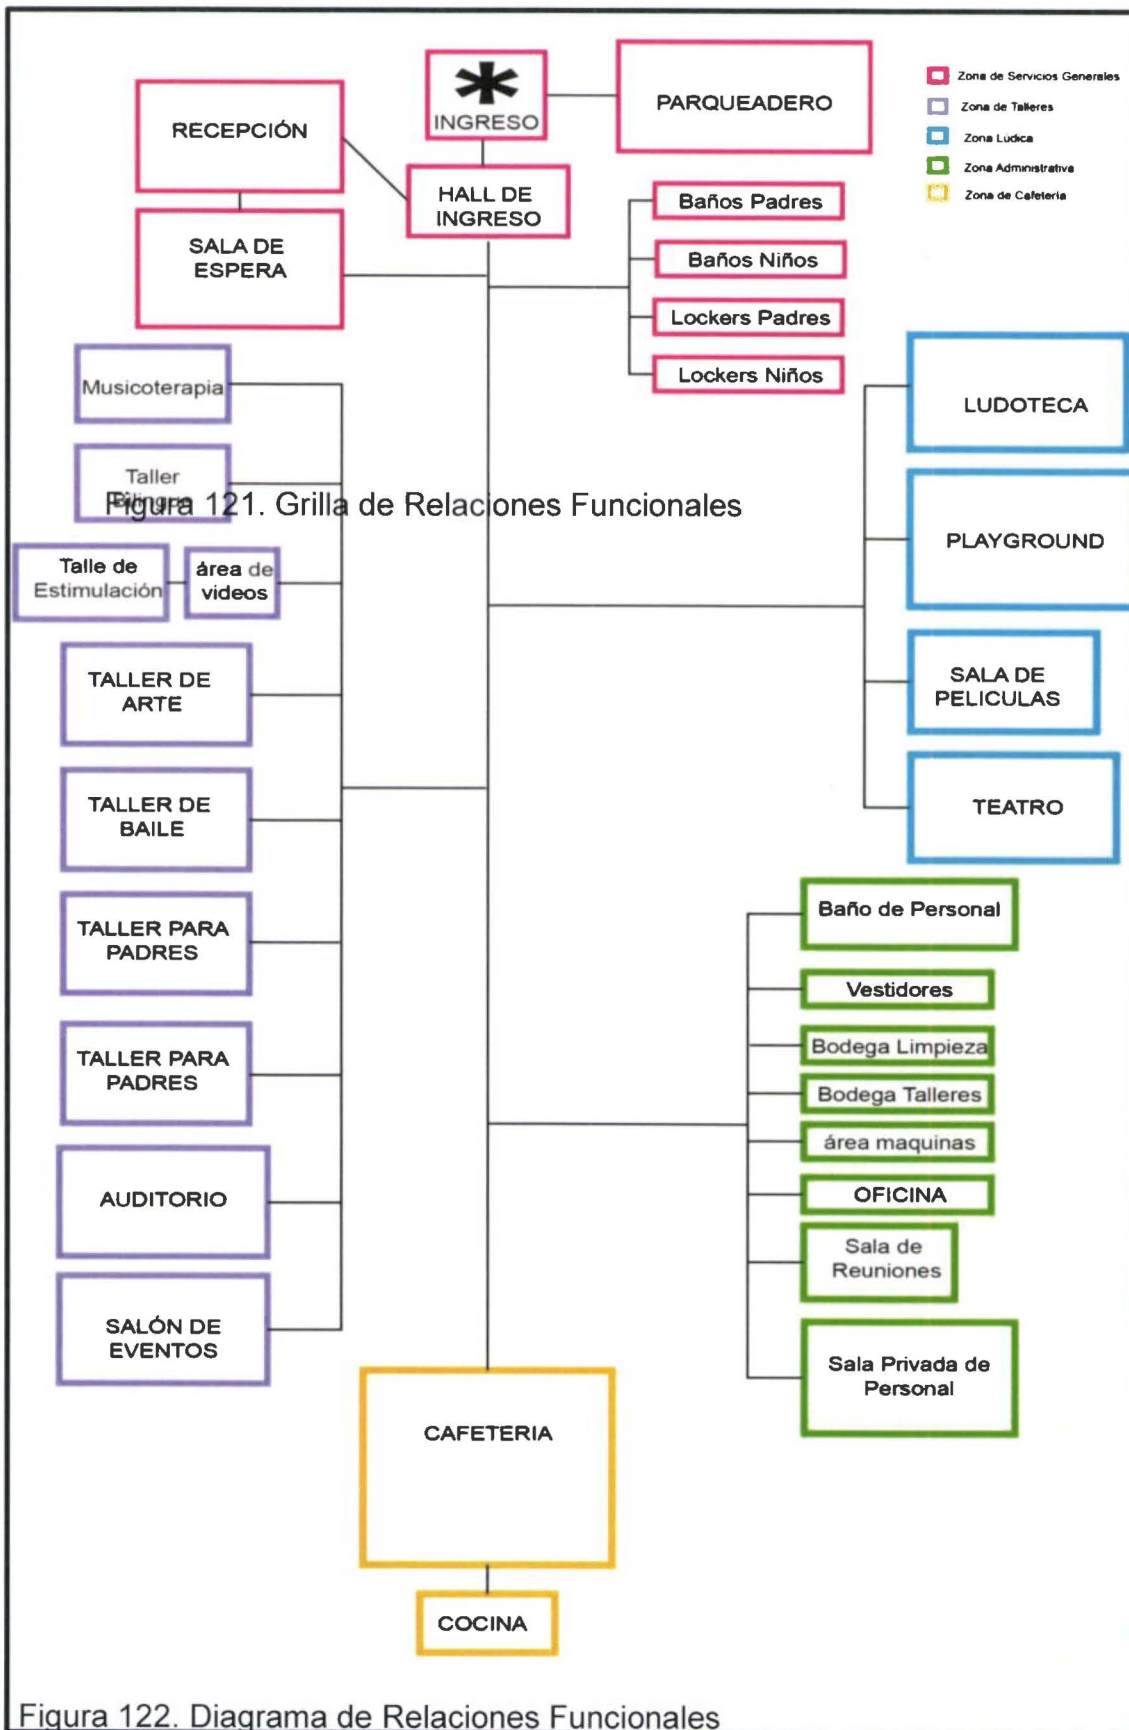 INGRESO
PARQUEADERO
Zona de Servicios Generales
Zona de Talleres
Zona Lúdica
Zona Administrativa
Zona de Cafetería
RECEPCIÓN
HALL DE
INGRESO
SALA DE
ESPERA
Baños Padres
Baños Niños
Lockers Padres
Lockers Niños
Musicoterapia
Taller
Bilingue
Figura 121. Grilla de Relaciones Funcionales
Talle de
Estimulación
área de
videos
TALLER DE
ARTE
TALLER DE
BAILE
TALLER PARA
PADRES
TALLER PARA
PADRES
AUDITORIO
SALÓN DE
EVENTOS
LUDOTECA
PLAYGROUND
SALA DE
PELICULAS
TEATRO
Baño de Personal
Vestidores
Bodega Limpieza
Bodega Talleres
área maquinas
OFICINA
Sala de
Reuniones
Sala Privada de
Personal
CAFETERIA
COCINA
Figura 122. Diagrama de Relaciones Funcionales